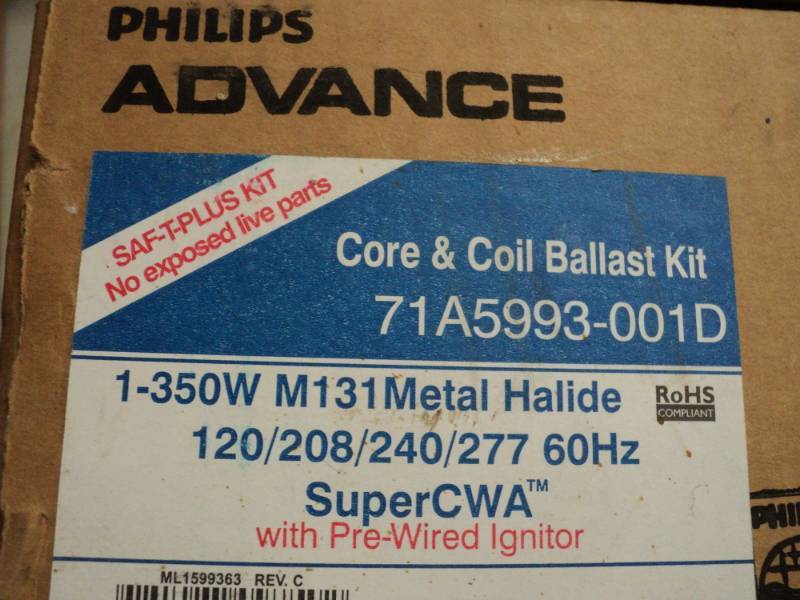 PHILIPS
ADVANCE
SAF-T-PLUS KiT
No exposed live parts
Core & Coil Ballast Kit
71A5993-001D
1-350W M131Metal Halide
RoHS
COMPLIANT
120/208/240/277 60Hz
SuperCWA™
with Pre-Wired Ignitor
PHI
ML1599363 REV. C